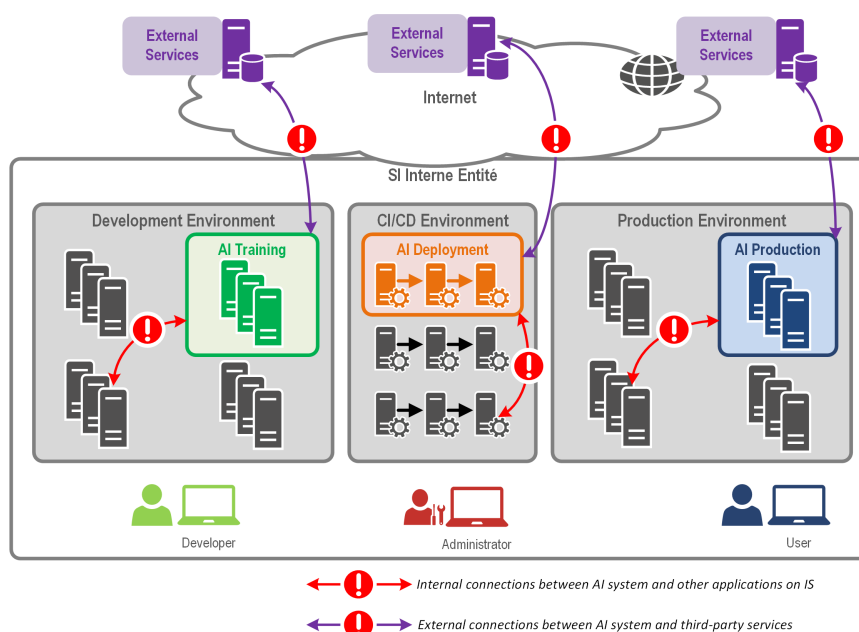 External
Services
External
Services
External
Services
Internet
SI Interne Entité
Development Environment
CI/CD Environment
Production Environment
AI Training
AI Deployment
AI Production
Developer
Administrator
User
Internal connections between AI system and other applications on IS
External connections between AI system and third-party services